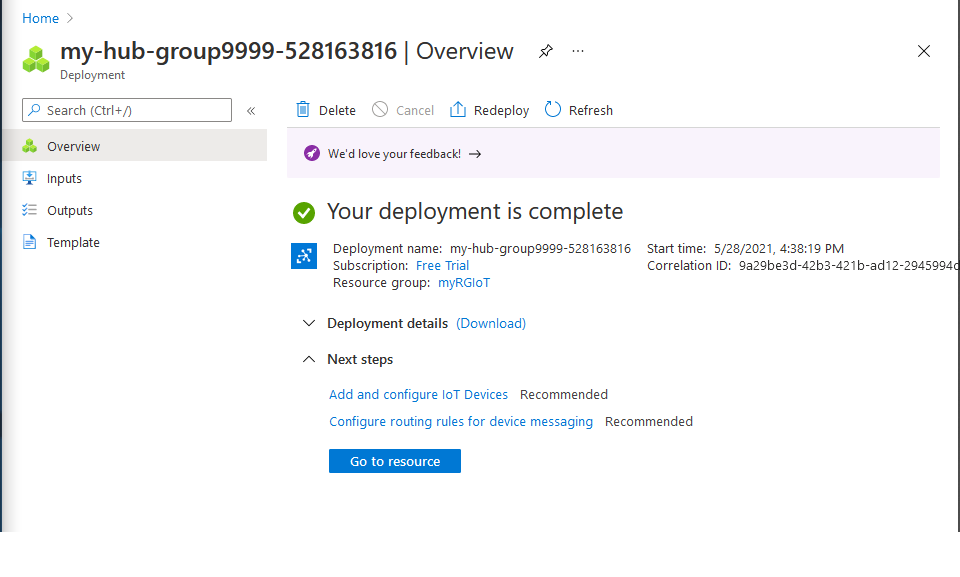 Home
my-hub-group9999-528163816 | Overview
Deployment
Search (Ctrl+/)
Overview
Inputs
Outputs
Template
Delete Cancel Redeploy Refresh
We'd love your feedback!
Your deployment is complete
Deployment name: my-hub-group9999-528163816 Start time: 5/28/2021, 4:38:19 PM
Subscription: Free Trial Correlation ID: 9a29be3d-42b3-421b-ad12-2945994
Resource group: myRGIoT
Deployment details (Download)
Next steps
Add and configure IoT Devices Recommended
Configure routing rules for device messaging Recommended
Go to resource